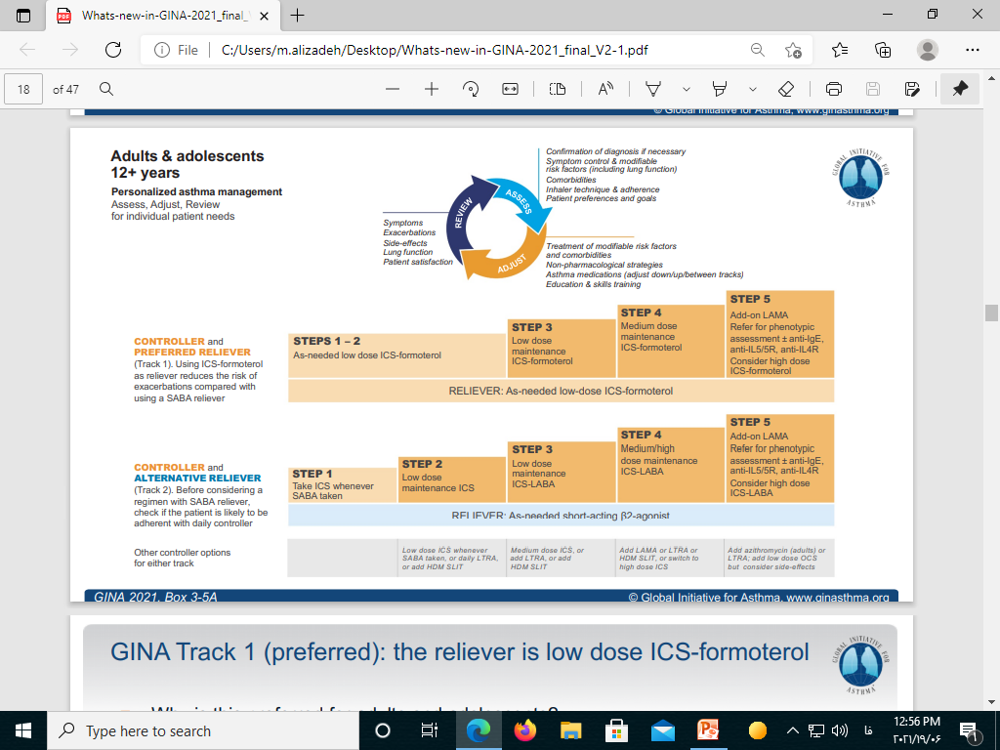 Whats-new-in-GINA-2021_final_
File
C:/Users/m.alizadeh/Desktop/Whats-new-in-GINA-2021_final_V2-1.pdf
18
of 47
© Global Initiative for Asthma, www.ginasthma.org
Adults & adolescents
12+ years
Personalized asthma management
Assess, Adjust, Review
for individual patient needs
Confirmation of diagnosis if necessary
Symptom control & modifiable
risk factors (including lung function)
Comorbidities
Inhaler technique & adherence
Patient preferences and goals
GLOBAL INITIATIVE FOR
ASTHMA
REVIEW
ASSESS
ADJUST
Symptoms
Exacerbations
Side-effects
Lung function
Patient satisfaction
Treatment of modifiable risk factors
and comorbidities
Non-pharmacological strategies
Asthma medications (adjust down/up/between tracks)
Education & skills training
CONTROLLER and
PREFERRED RELIEVER
(Track 1). Using ICS-formoterol
as reliever reduces the risk of
exacerbations compared with
using a SABA reliever
STEPS 1 – 2
As-needed low dose ICS-formoterol
STEP 3
Low dose
maintenance
ICS-formoterol
STEP 4
Medium dose
maintenance
ICS-formoterol
STEP 5
Add-on LAMA
Refer for phenotypic
assessment ± anti-IgE,
anti-IL5/5R, anti-IL4R
Consider high dose
ICS-formoterol
RELIEVER: As-needed low-dose ICS-formoterol
CONTROLLER and
ALTERNATIVE RELIEVER
(Track 2). Before considering a
regimen with SABA reliever,
check if the patient is likely to be
adherent with daily controller
STEP 1
Take ICS whenever
SABA taken
STEP 2
Low dose
maintenance ICS
STEP 3
Low dose
maintenance
ICS-LABA
STEP 4
Medium/high
dose maintenance
ICS-LABA
STEP 5
Add-on LAMA
Refer for phenotypic
assessment ± anti-IgE,
anti-IL5/5R, anti-IL4R
Consider high dose
ICS-LABA
RELIEVER: As-needed short-acting β2-agonist
Other controller options
for either track
Low dose ICS whenever
SABA taken, or daily LTRA,
or add HDM SLIT
Medium dose ICS, or
add LTRA, or add
HDM SLIT
Add LAMA or LTRA or
HDM SLIT, or switch to
high dose ICS
Add azithromycin (adults) or
LTRA; add low dose OCS
but consider side-effects
GINA 2021, Box 3-5A
© Global Initiative for Asthma, www.ginasthma.org
GINA Track 1 (preferred): the reliever is low dose ICS-formoterol
GLOBAL INITIATIVE FOR
ASTHMA
Why is this preferred for adults and adolescents?
Type here to search
فا
12:56 PM
٢٠٢١/١٩/٠۶
1